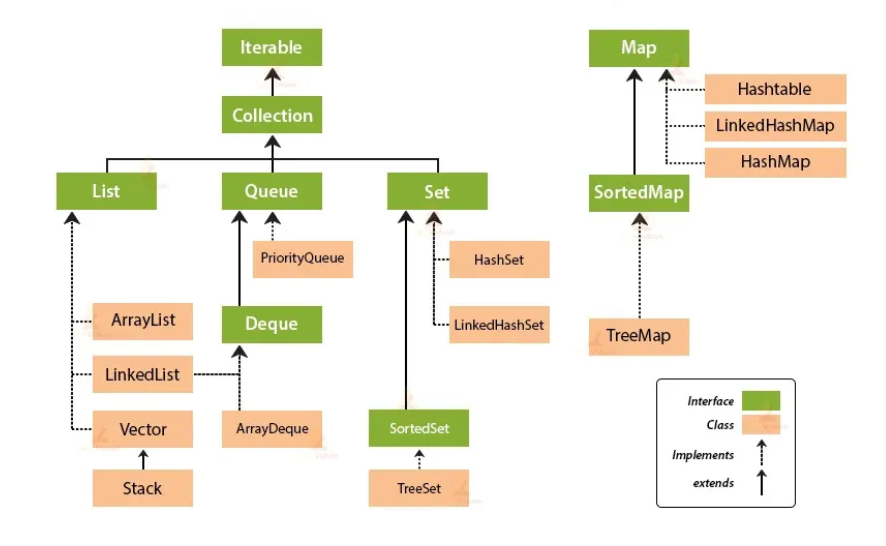 Iterable
Map
Hashtable
Collection
LinkedHashMap
HashMap
List
Queue
Set
SortedMap
PriorityQueue
HashSet
ArrayList
Deque
LinkedHashSet
TreeMap
LinkedList
Interface
Class
Vector
ArrayDeque
SortedSet
Implements
extends
Stack
TreeSet